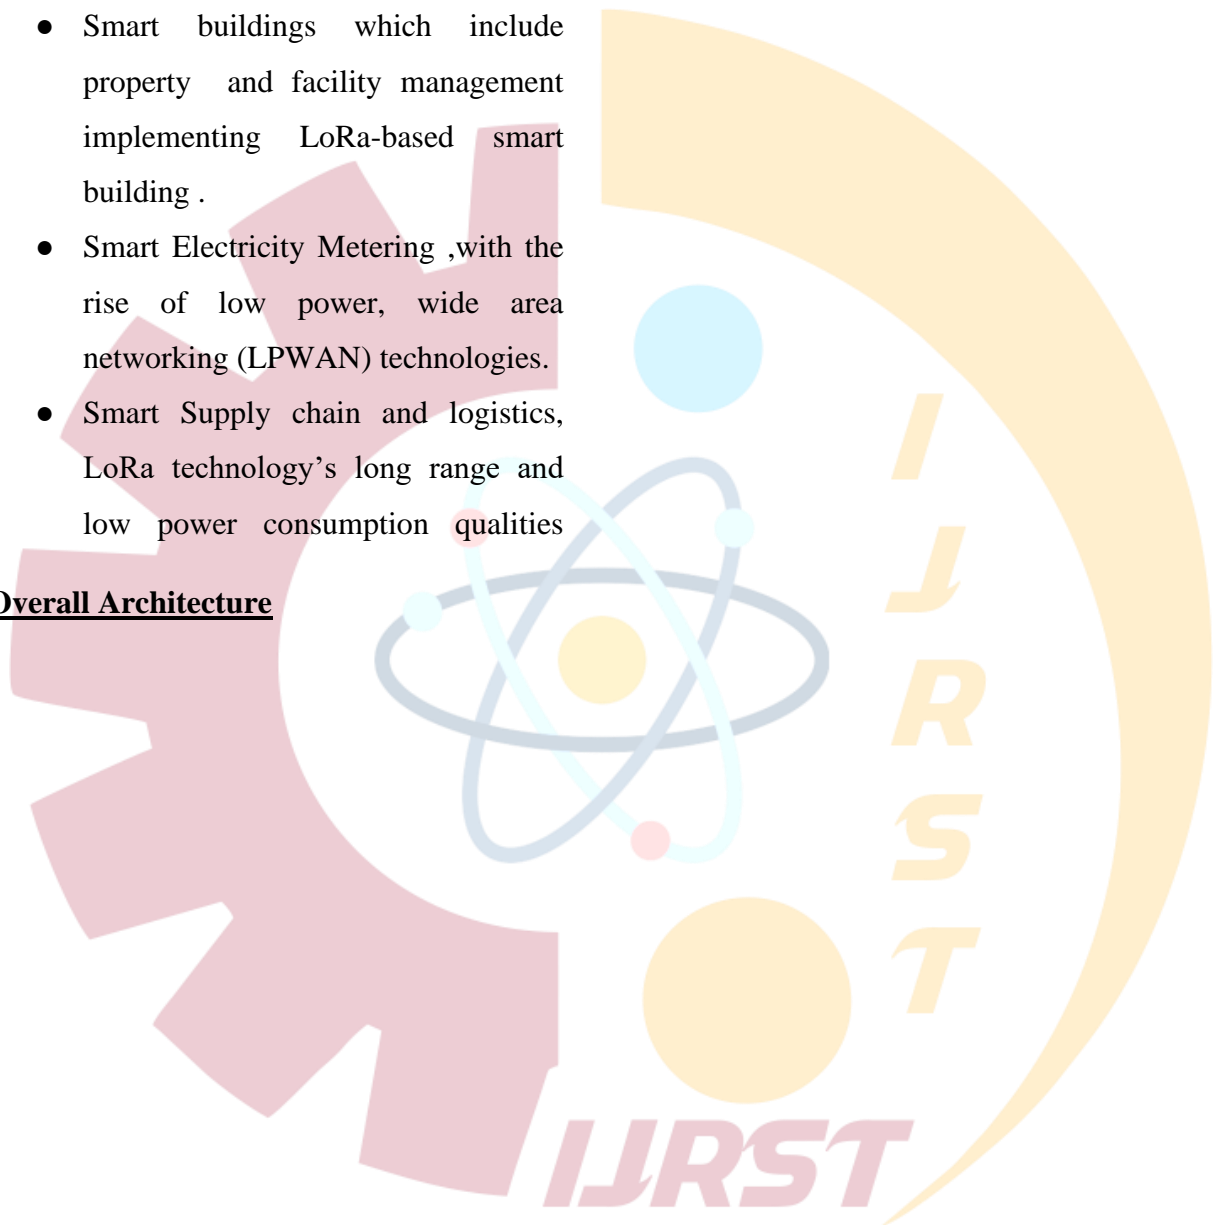 ● Smart buildings which include
property and facility management
implementing LoRa-based smart
building .
● Smart Electricity Metering ,with the
rise of low power, wide area
networking (LPWAN) technologies.
● Smart Supply chain and logistics,
LoRa technology’s long range and
low power consumption qualities
Overall Architecture
I
J
R
S
T
IJRST